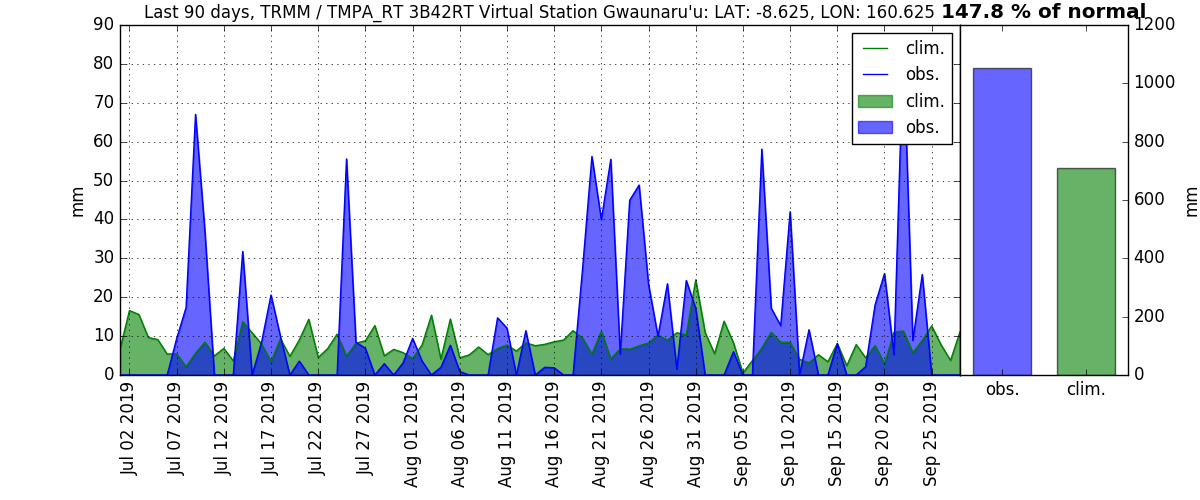 Last 90 days, TRMM / TMPA_RT 3B42RT Virtual Station Gwaunaru'u: LAT: -8.625, LON: 160.625 147.8 % of normal
90
80
70
60
50
40
30
20
10
0
mm
clim.
obs.
clim.
obs.
Jul 02 2019
Jul 07 2019
Jul 12 2019
Jul 17 2019
Jul 22 2019
Jul 27 2019
Aug 01 2019
Aug 06 2019
Aug 11 2019
Aug 16 2019
Aug 21 2019
Aug 26 2019
Aug 31 2019
Sep 05 2019
Sep 10 2019
Sep 15 2019
Sep 20 2019
Sep 25 2019
1200
1000
800
600
400
200
0
mm
obs.
clim.